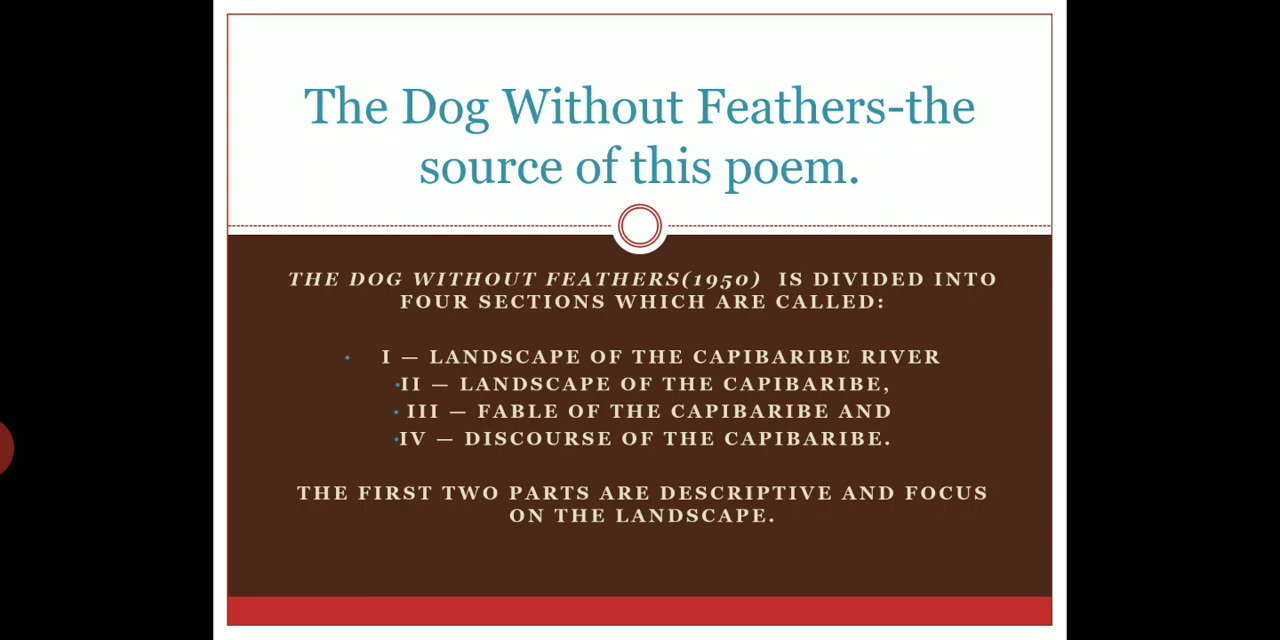 The Dog Without Feathers-the
source of this poem.
THE DOG WITHOUT FEATHERS(1950) IS DIVIDED INTO
FOUR SECTIONS WHICH ARE CALLED:
• I — LANDSCAPE OF THE CAPIBARIBE RIVER
•II — LANDSCAPE OF THE CAPIBARIBE,
• III — FABLE OF THE CAPIBARIBE AND
•IV — DISCOURSE OF THE CAPIBARIBE.
THE FIRST TWO PARTS ARE DESCRIPTIVE AND FOCUS
ON THE LANDSCAPE.